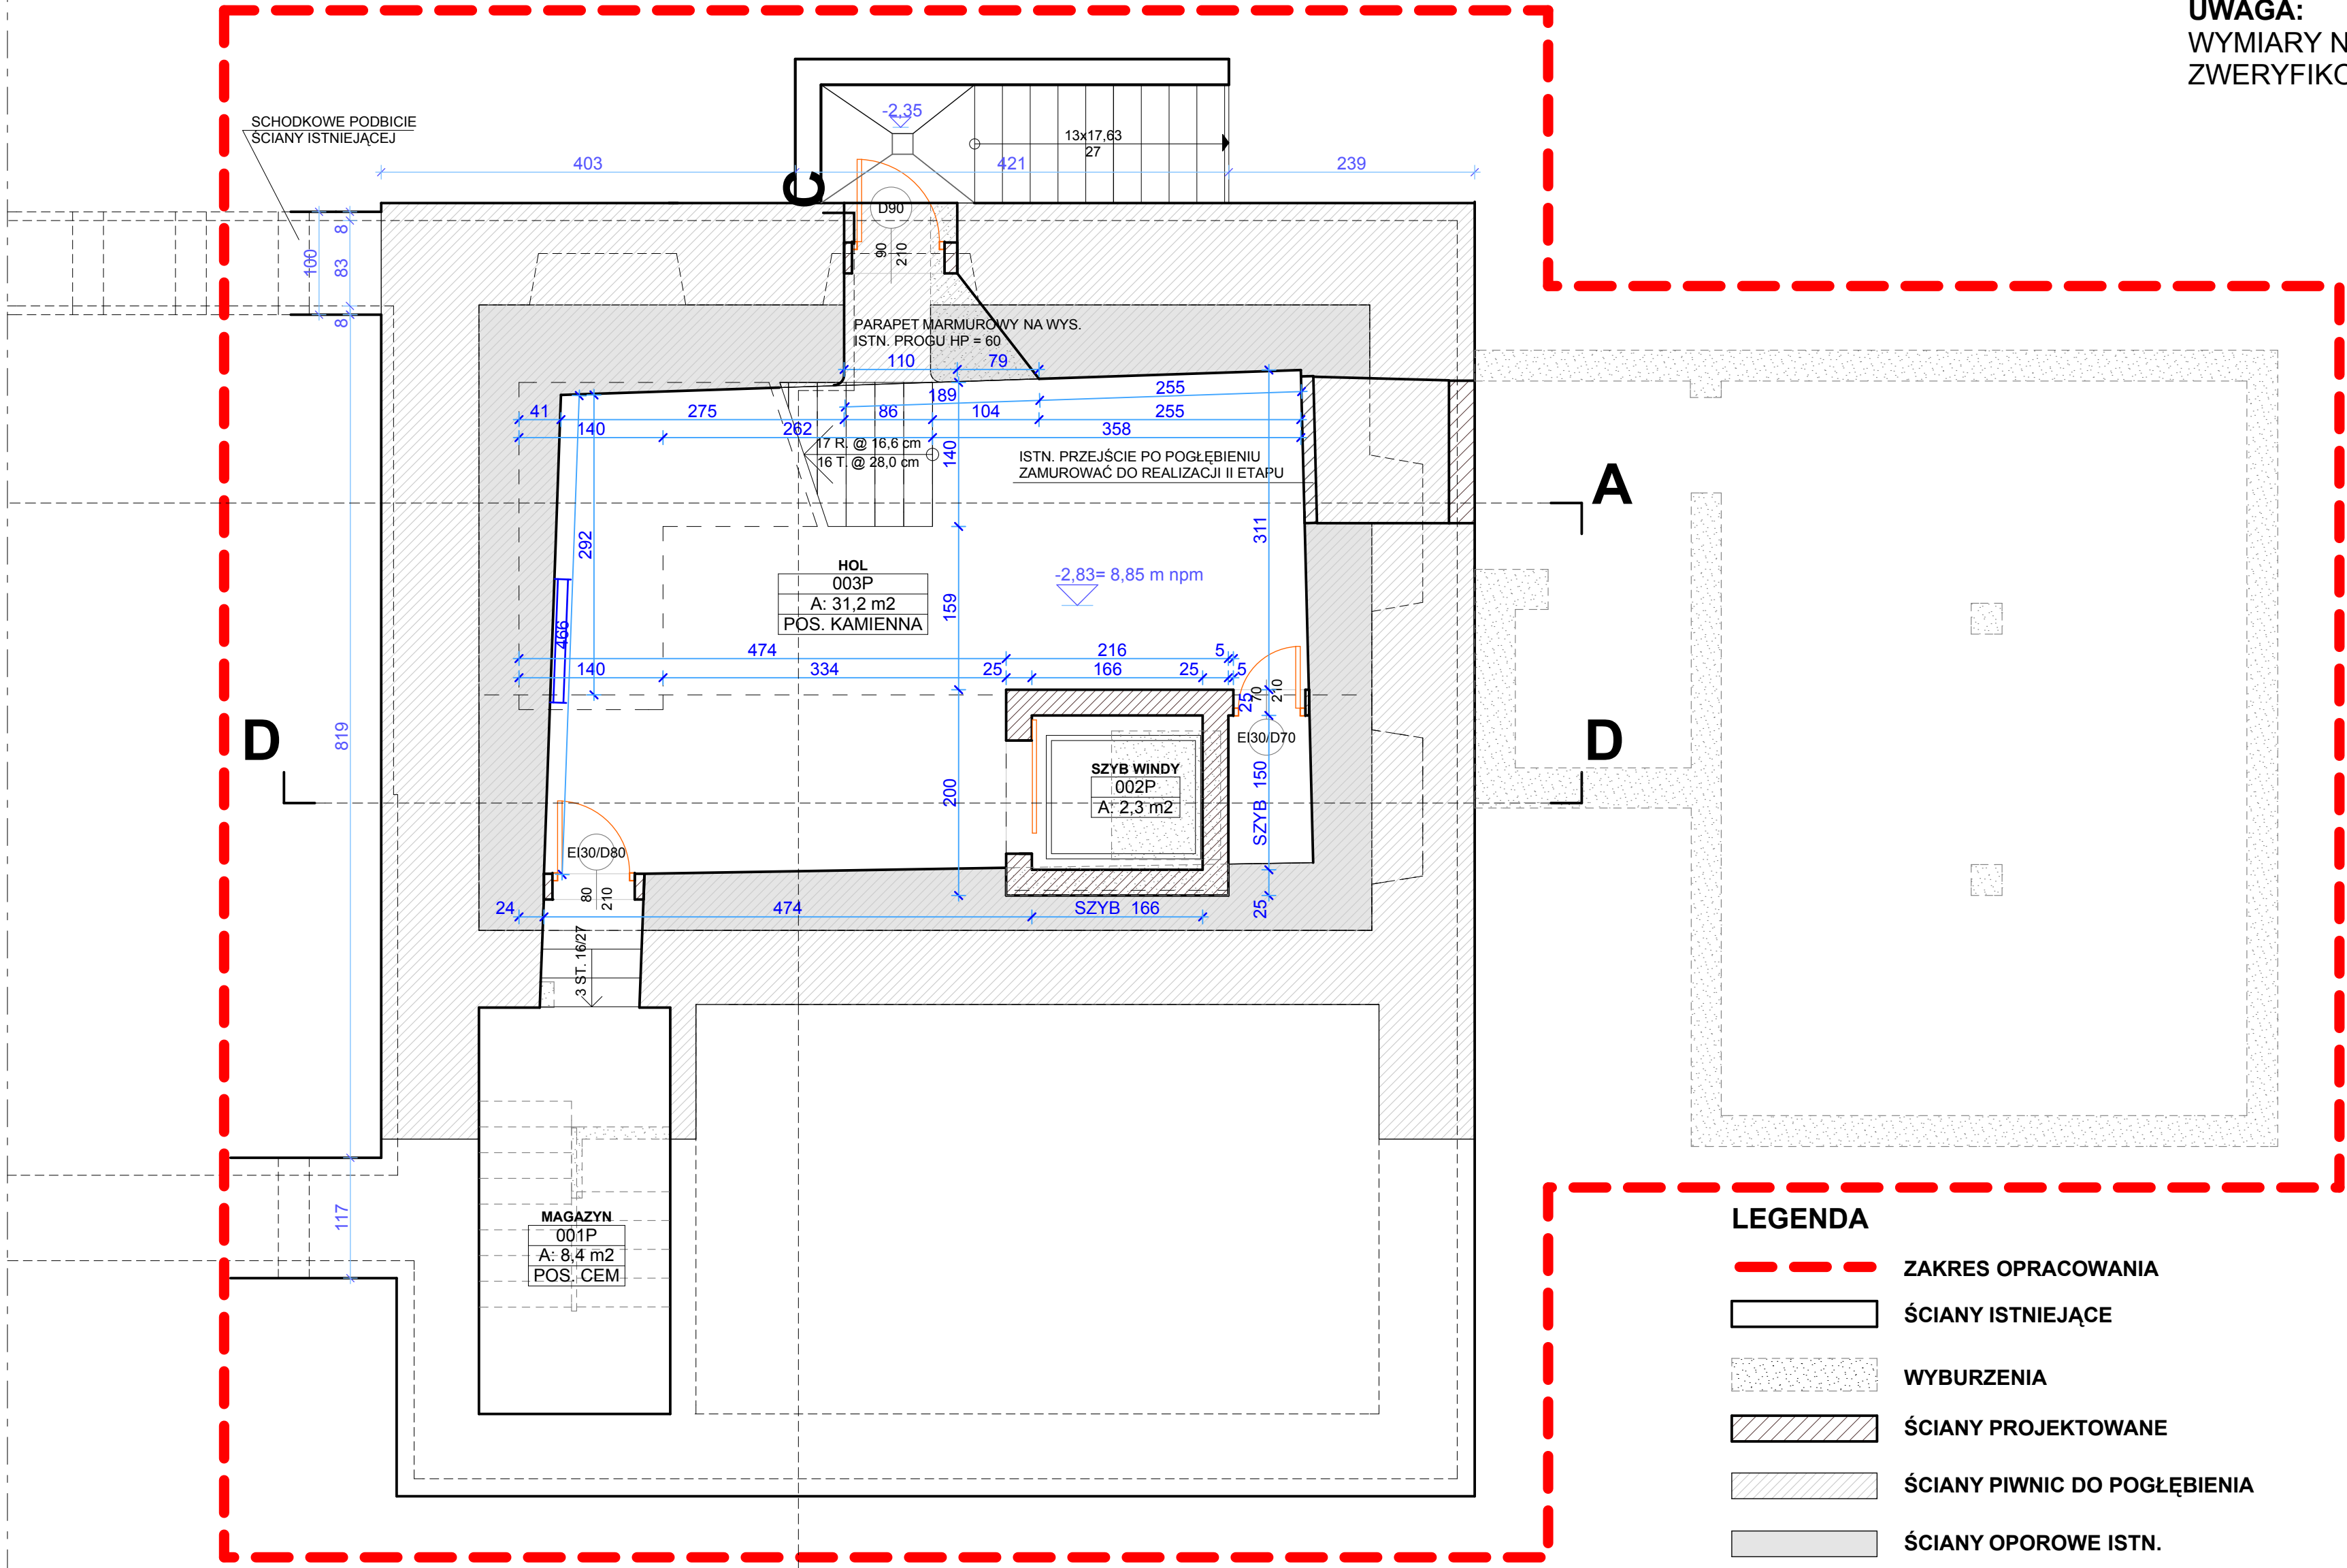 UWAGA:
WYMIARY N
ZWERYFIKO
SCHODKOWE PODBICIE
ŚCIANY ISTNIEJĄCEJ
-2,35
13x17,63
27
403
421
239
C
D90
90
210
8
100
83
8
PARAPET MARMUROWY NA WYS.
ISTN. PROGU HP = 60
110
79
189
255
41
275
86
104
255
140
262
358
17 R. @ 16,6 cm
16 T. @ 28,0 cm
140
ISTN. PRZEJŚCIE PO POGŁĘBIENIU
ZAMUROWAĆ DO REALIZACJI II ETAPU
A
292
311
HOL
003P
A: 31,2 m2
POS. KAMIENNA
-2,83= 8,85 m npm
159
466
474
216
5
140
334
25
166
25
5
25
70
210
EI30/D70
819
D
D
SZYB WINDY
002P
A: 2,3 m2
200
SZYB 150
EI30/D80
80
210
24
474
SZYB 166
25
3 ST. 16/27
117
MAGAZYN
001P
A: 8,4 m2
POS. CEM
LEGENDA
ZAKRES OPRACOWANIA
ŚCIANY ISTNIEJĄCE
WYBURZENIA
ŚCIANY PROJEKTOWANE
ŚCIANY PIWNIC DO POGŁĘBIENIA
ŚCIANY OPOROWE ISTN.